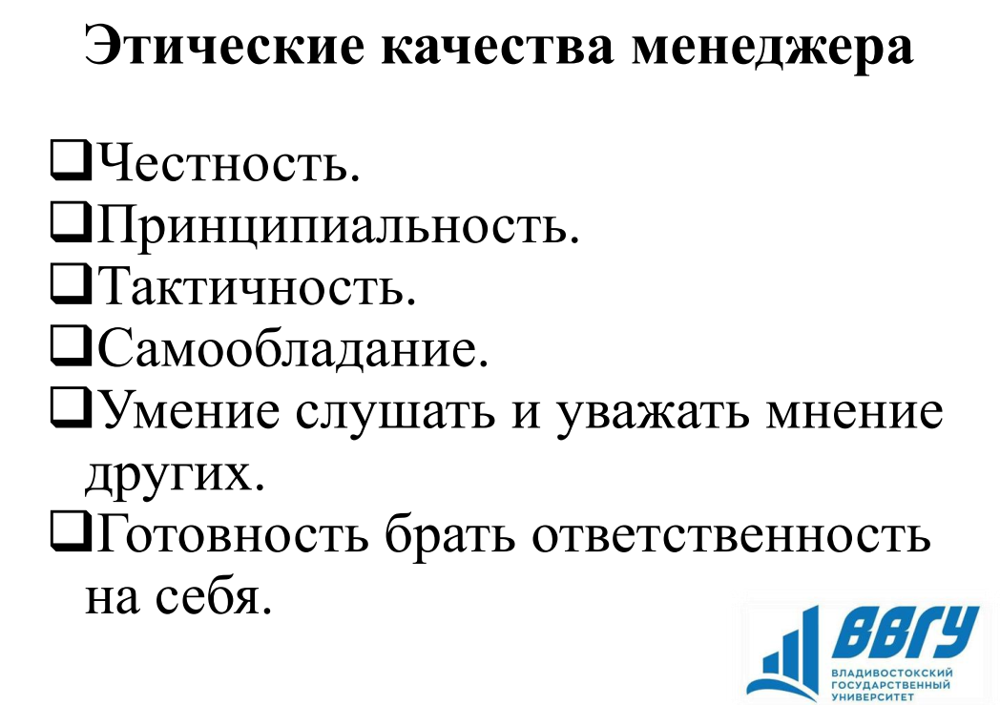 Этические качества менеджера
❑Честность.
❑Принципиальность.
❑Тактичность.
❑Самообладание.
❑Умение слушать и уважать мнение
других.
❑Готовность брать ответственность
на себя.
ВВГУ
ВЛАДИВОСТОКСКИЙ
ГОСУДАРСТВЕННЫЙ
УНИВЕРСИТЕТ